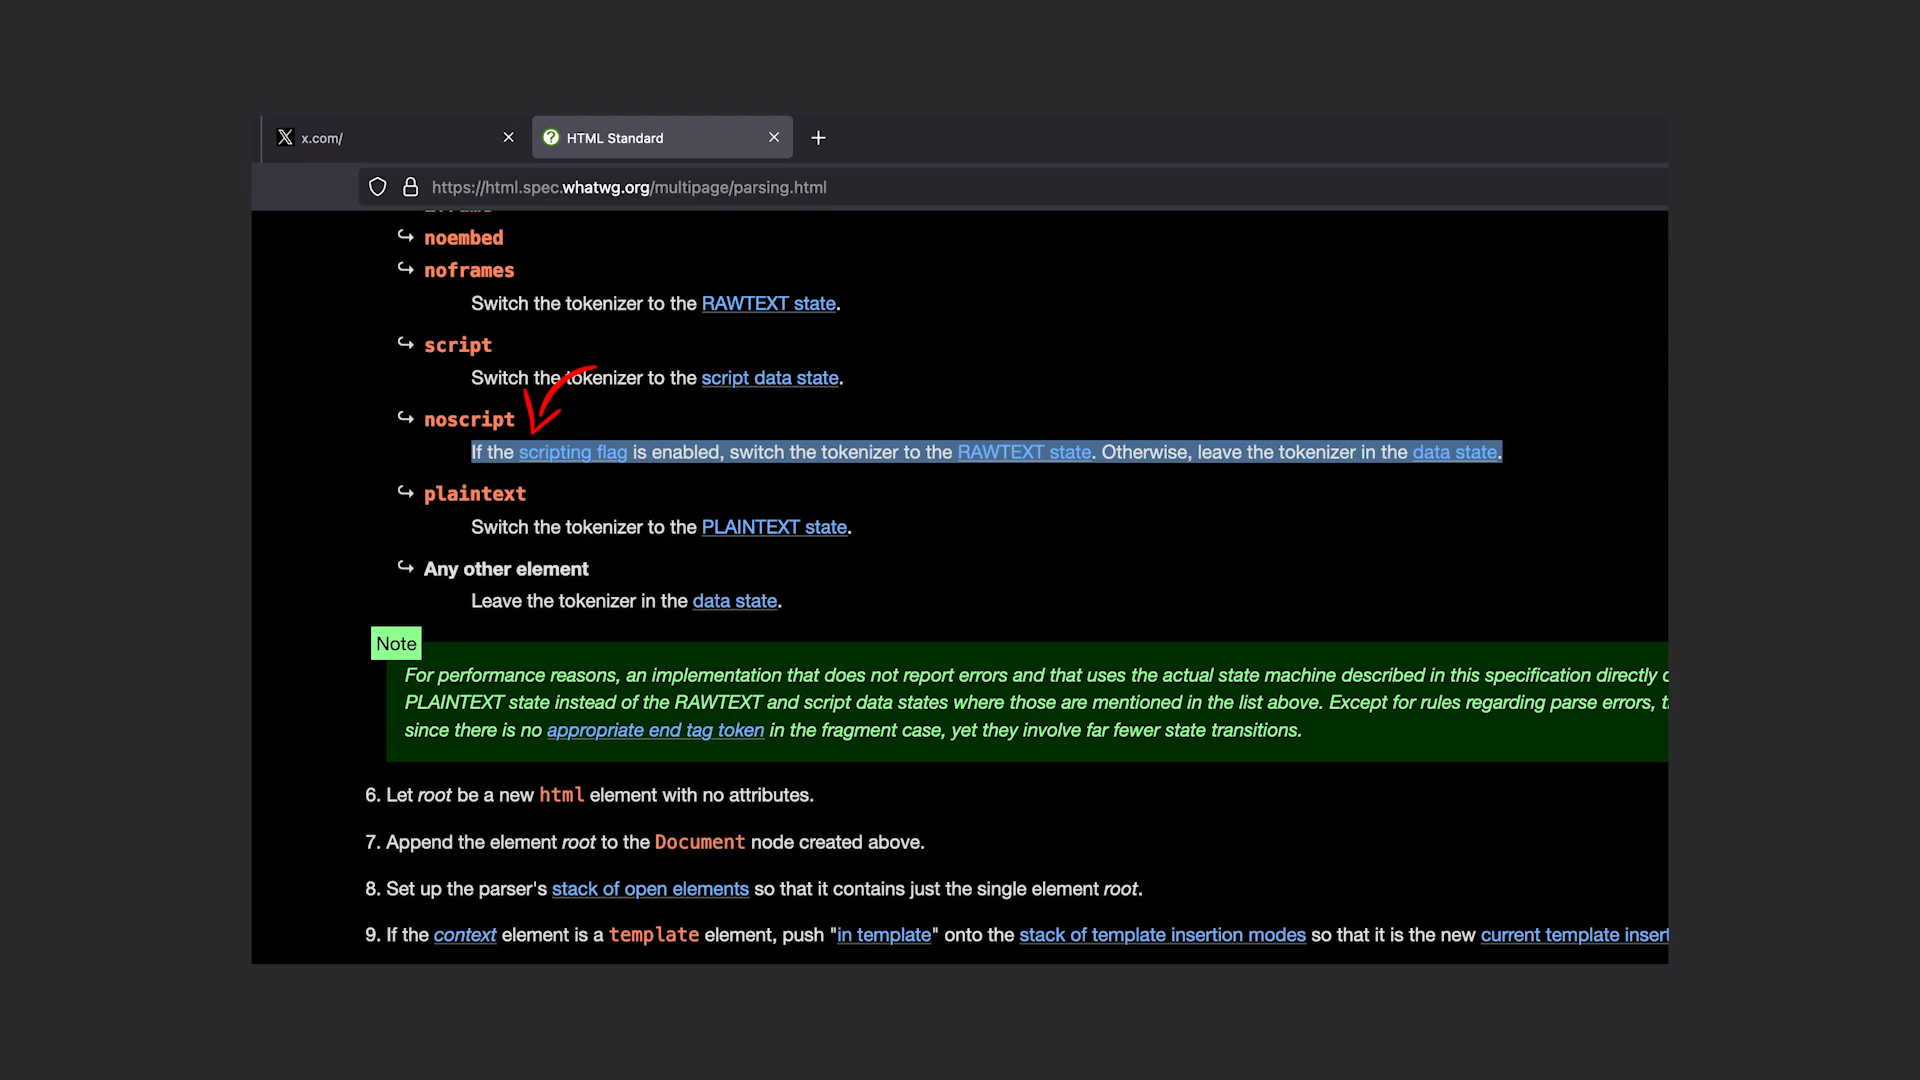 x.com/
HTML Standard
https://html.spec.whatwg.org/multipage/parsing.html
↪ noembed
↪ noframes
Switch the tokenizer to the RAWTEXT state.
↪ script
Switch the tokenizer to the script data state.
↪ noscript
If the scripting flag is enabled, switch the tokenizer to the RAWTEXT state. Otherwise, leave the tokenizer in the data state.
↪ plaintext
Switch the tokenizer to the PLAINTEXT state.
↪ Any other element
Leave the tokenizer in the data state.
Note
For performance reasons, an implementation that does not report errors and that uses the actual state machine described in this specification directly
PLAINTEXT state instead of the RAWTEXT and script data states where those are mentioned in the list above. Except for rules regarding parse errors,
since there is no appropriate end tag token in the fragment case, yet they involve far fewer state transitions.
6. Let root be a new html element with no attributes.
7. Append the element root to the Document node created above.
8. Set up the parser's stack of open elements so that it contains just the single element root.
9. If the context element is a template element, push "in template" onto the stack of template insertion modes so that it is the new current template insert